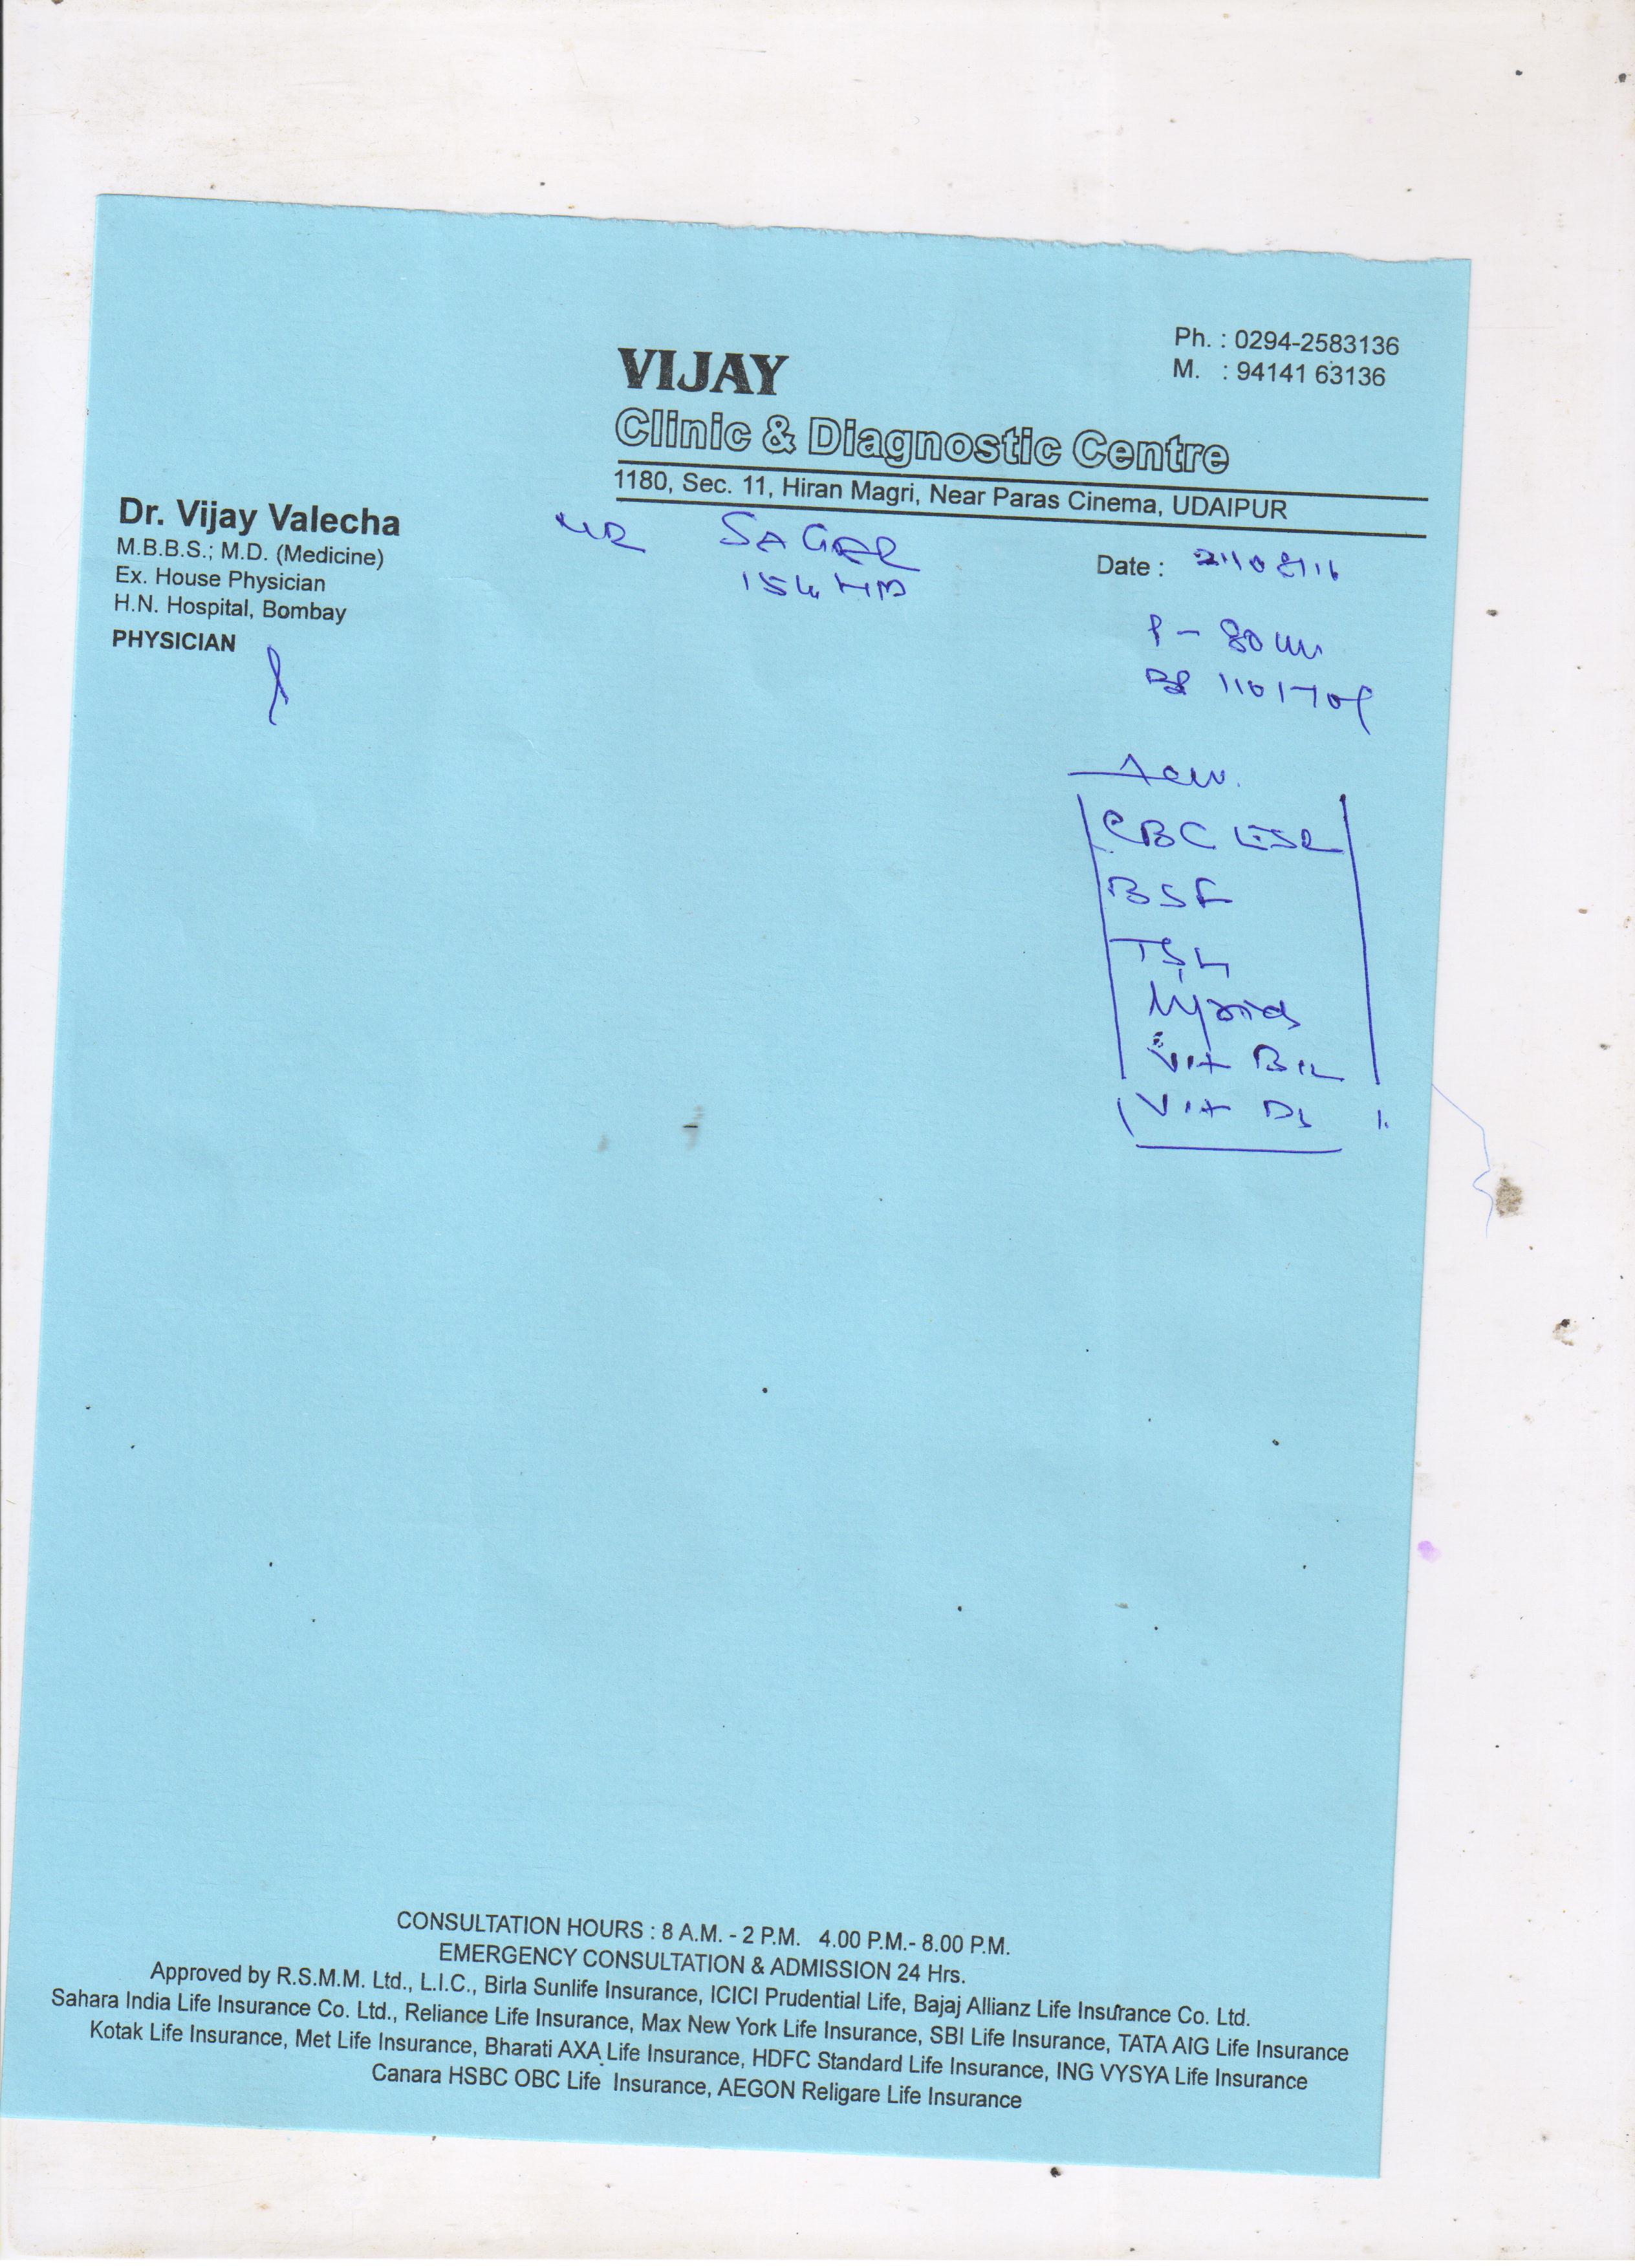 Ph. : 0294-2583136
M. : 94141 63136
VIJAY
Clinic & Diagnostic Centre
1180, Sec. 11, Hiran Magri, Near Paras Cinema, UDAIPUR
Dr. Vijay Valecha
M.B.B.S.; M.D. (Medicine)
Ex. House Physician
H.N. Hospital, Bombay
PHYSICIAN
MR SAGAR
Date :
P - 80
BP 110/70
CBC ESR
BSF
TSH
Vit B12
Vit D3
CONSULTATION HOURS : 8 A.M. - 2 P.M. 4.00 P.M.- 8.00 P.M.
EMERGENCY CONSULTATION & ADMISSION 24 Hrs.
Approved by R.S.M.M. Ltd., L.I.C., Birla Sunlife Insurance, ICICI Prudential Life, Bajaj Allianz Life Insurance Co. Ltd.
Sahara India Life Insurance Co. Ltd., Reliance Life Insurance, Max New York Life Insurance, SBI Life Insurance, TATA AIG Life Insurance
Kotak Life Insurance, Met Life Insurance, Bharati AXA Life Insurance, HDFC Standard Life Insurance, ING VYSYA Life Insurance
Canara HSBC OBC Life Insurance, AEGON Religare Life Insurance